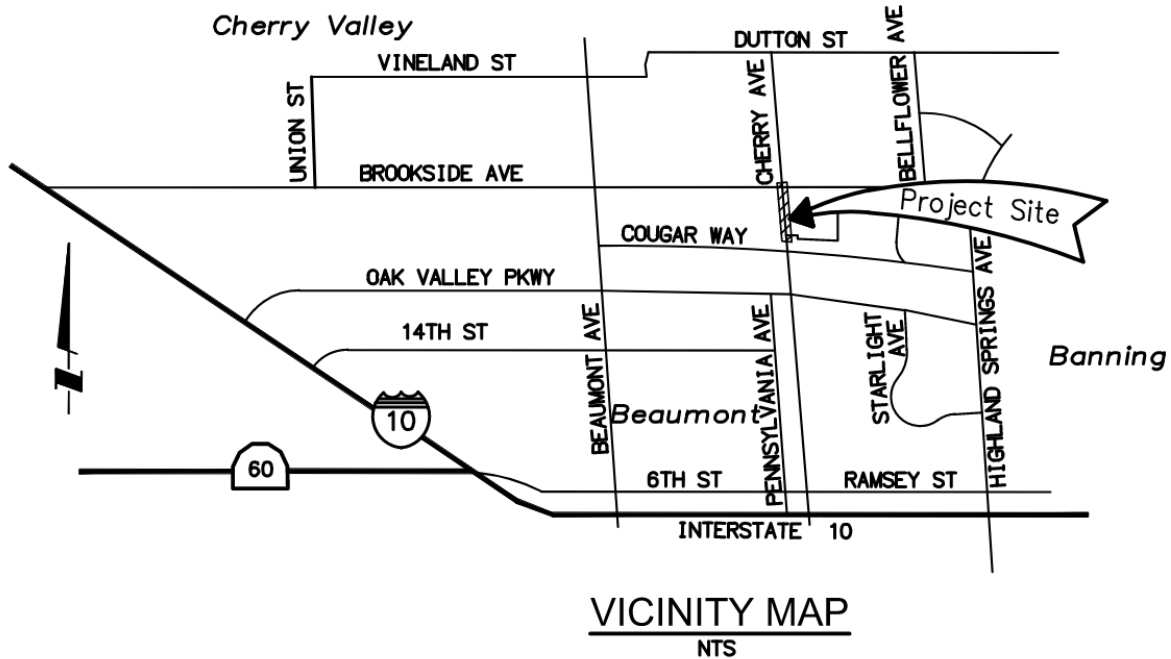 Cherry Valley
DUTTON ST
BELLFLOWER AVE
VINELAND ST
CHERRY AVE
UNION ST
BROOKSIDE AVE
Project Site
COUGAR WAY
OAK VALLEY PKWY
14TH ST
BEAUMONT AVE
PENNSYLVANIA AVE
STARLIGHT
AVE
HIGHLAND SPRINGS AVE
Banning
N
10
Beaumont
60
6TH ST
RAMSEY ST
INTERSTATE 10
VICINITY MAP
NTS